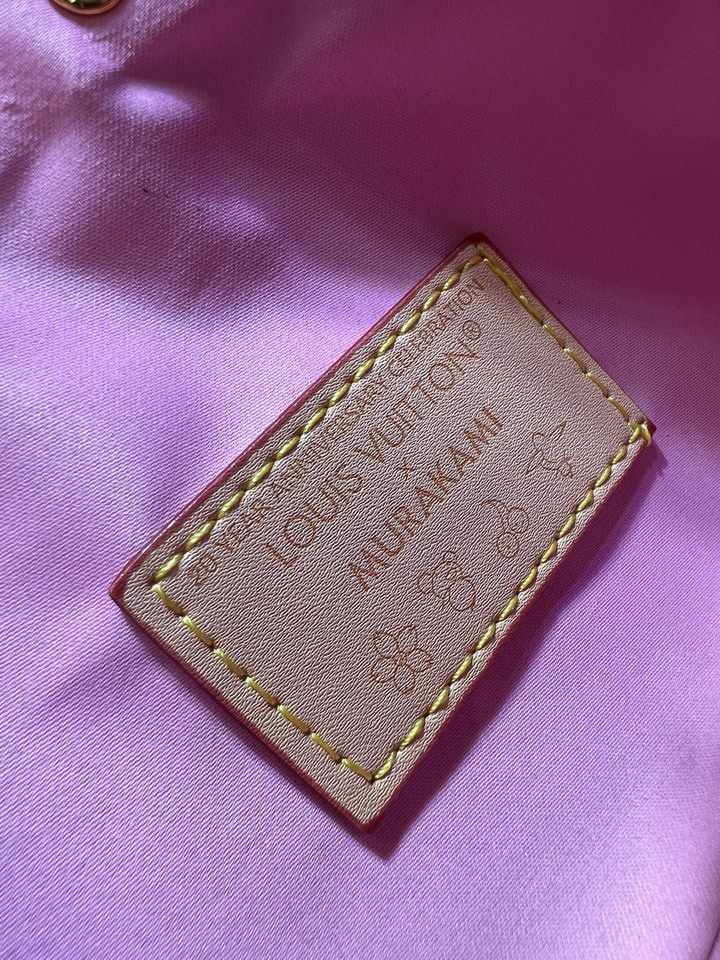 20 YEAR ANNIVERSARY CELEBRATION
LOUIS VUITTON®
×
MURAKAMI